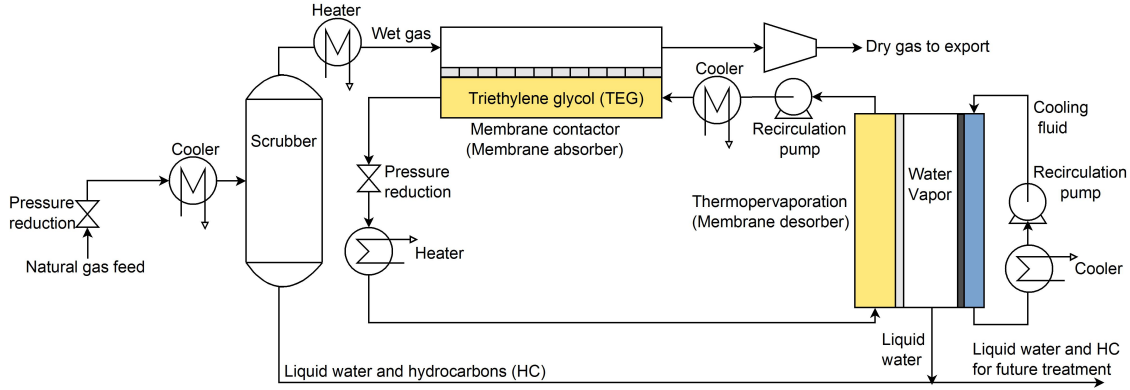 Heater
Wet gas
Dry gas to export
Cooler
Triethylene glycol (TEG)
Membrane contactor
(Membrane absorber)
Recirculation
pump
Cooling
fluid
Scrubber
Cooler
Pressure
reduction
Water
Vapor
Recirculation
pump
Thermopervaporation
(Membrane desorber)
Pressure
reduction
Natural gas feed
Heater
Cooler
Liquid
water
Liquid water and HC
for future treatment
Liquid water and hydrocarbons (HC)